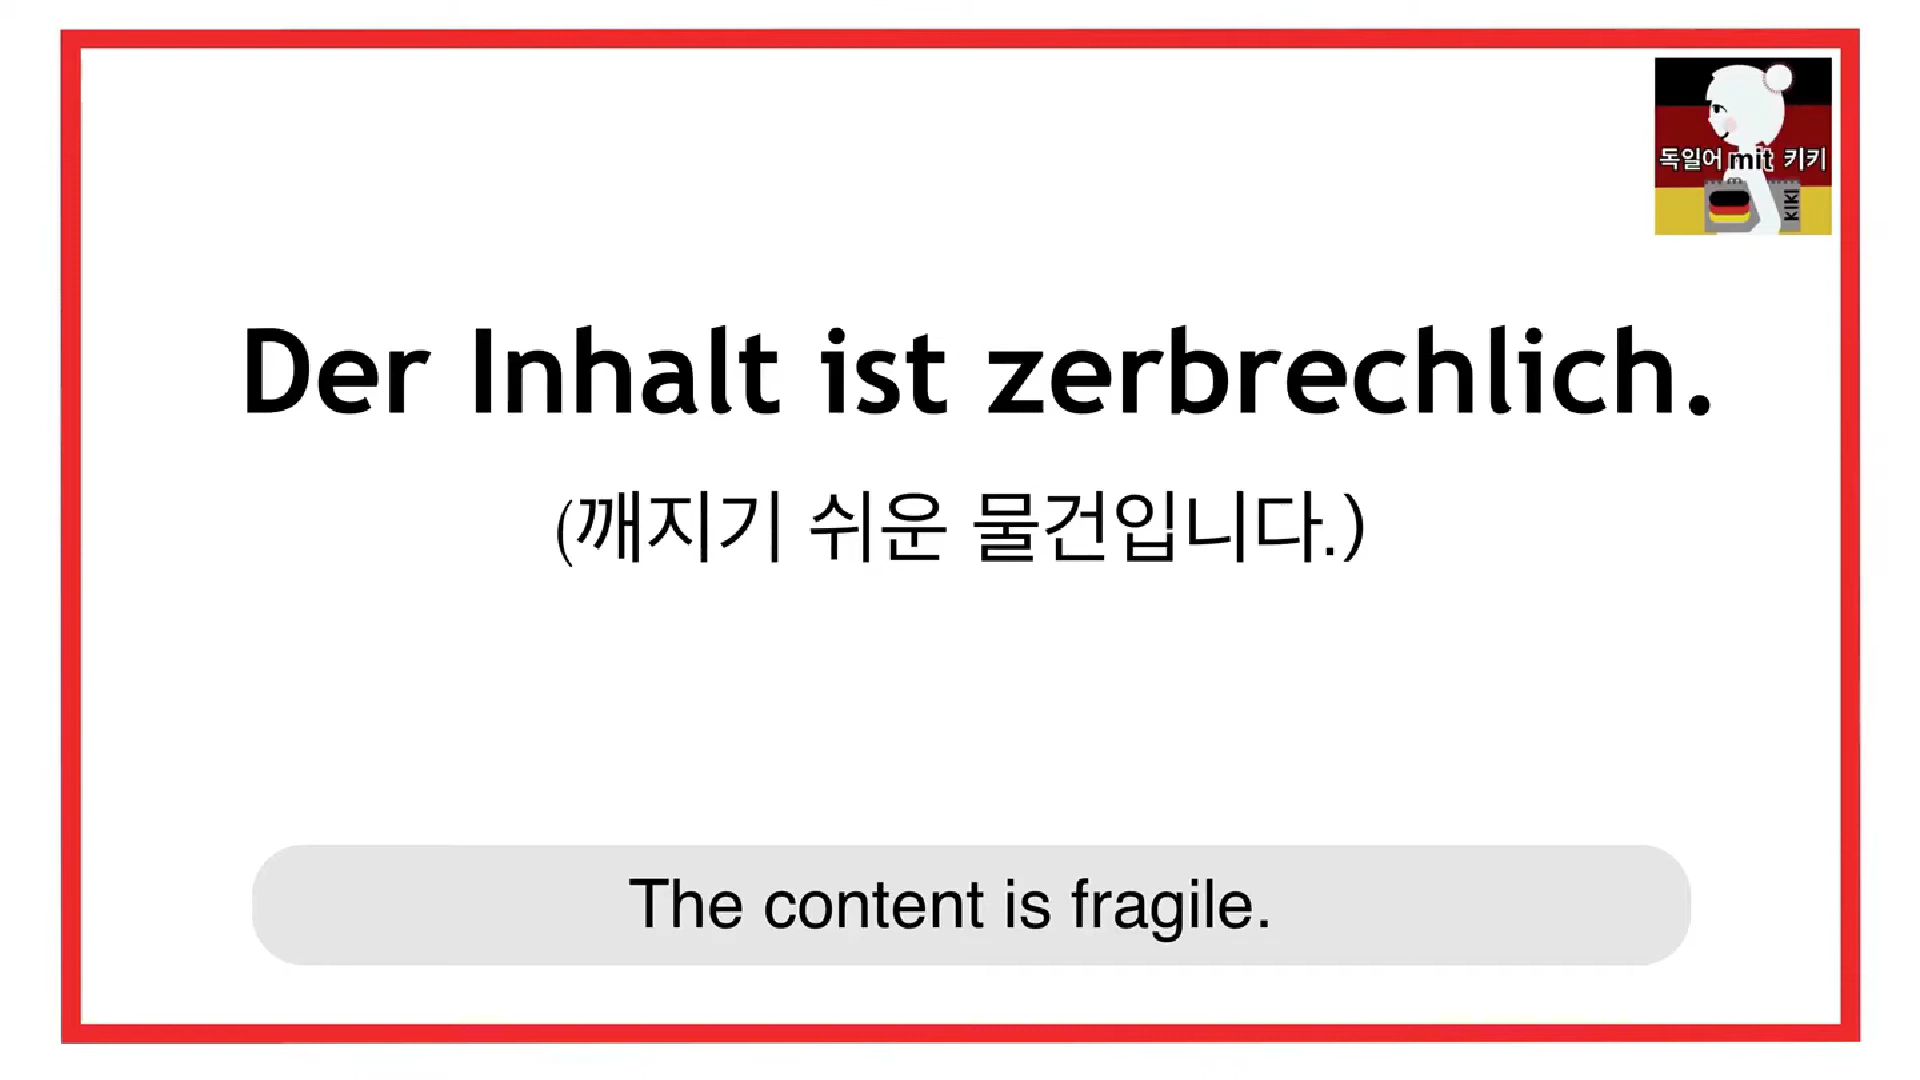 독일어 mit 키키
KIKI
Der Inhalt ist zerbrechlich.
(깨지기 쉬운 물건입니다.)
The content is fragile.